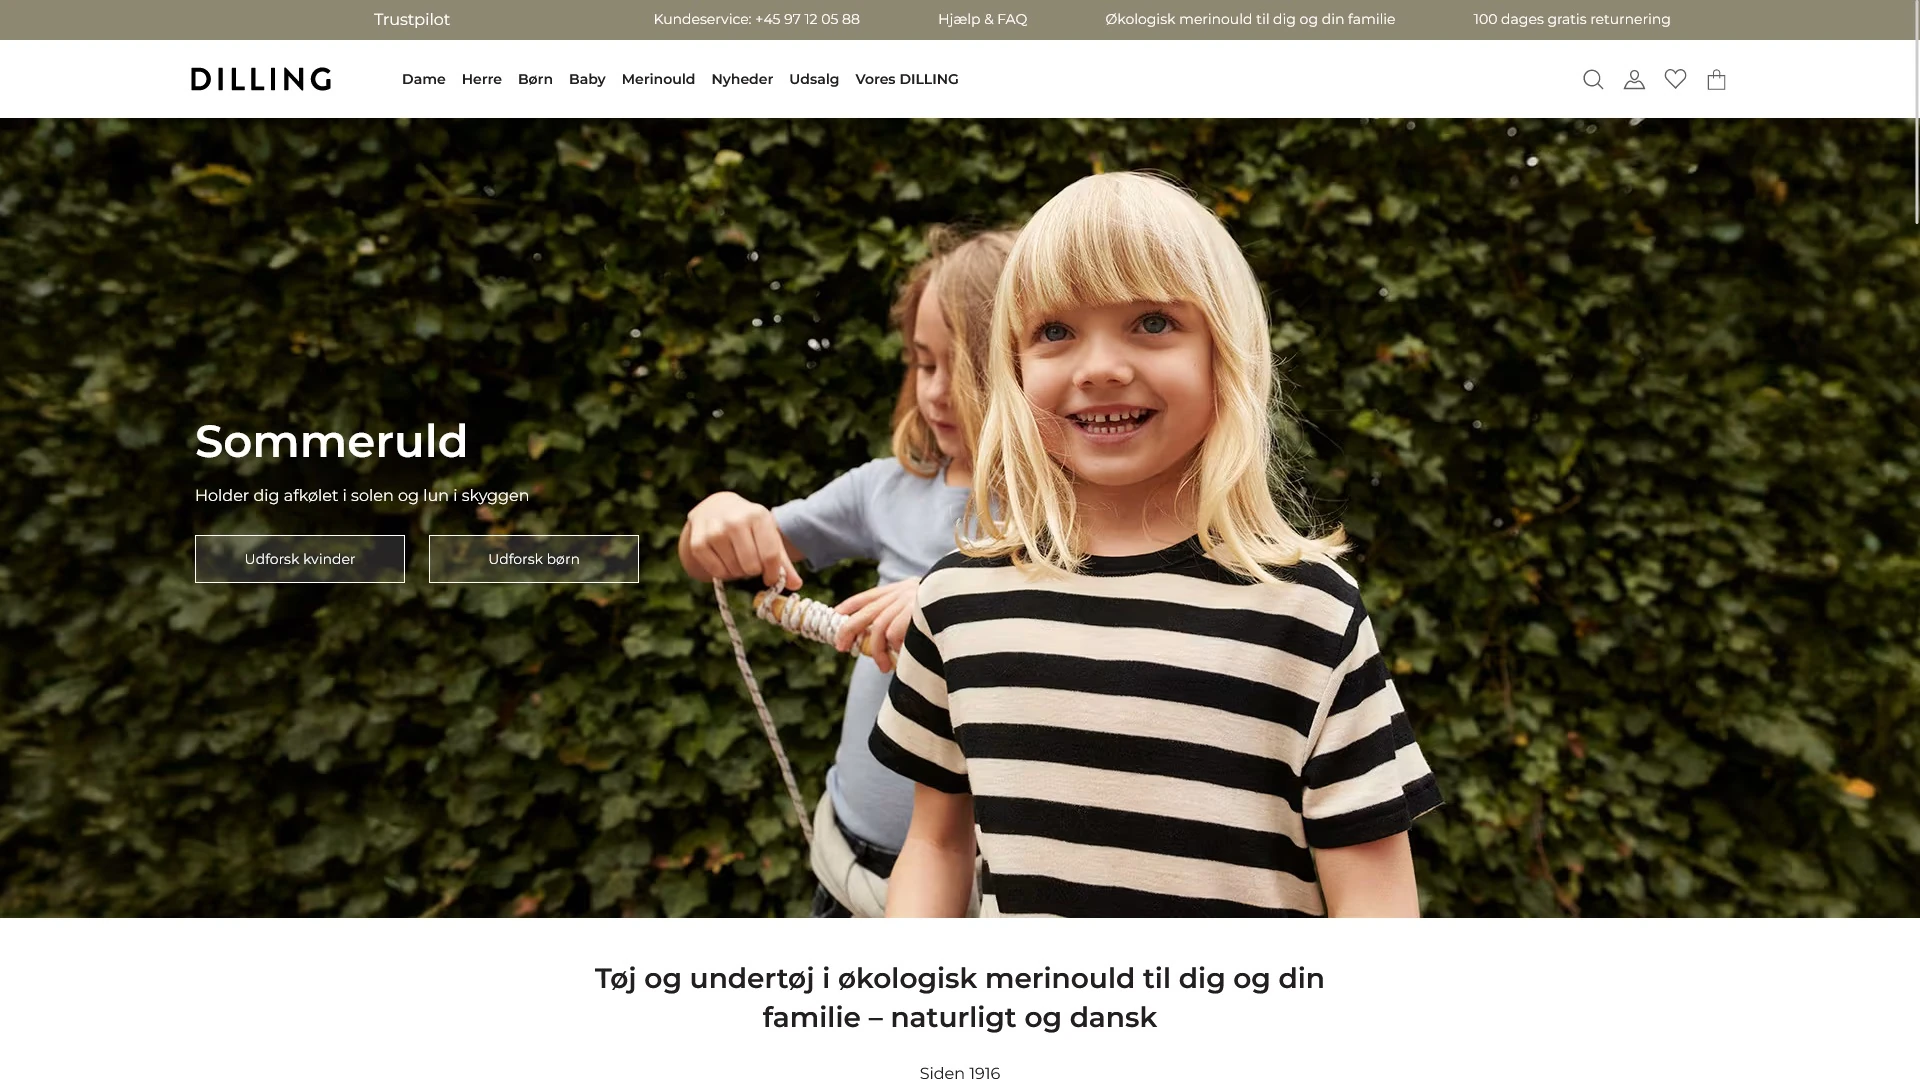 Trustpilot
Kundeservice: +45 97 12 05 88
Hjælp & FAQ
Økologisk merinould til dig og din familie
100 dages gratis returnering
DILLING
Dame
Herre
Børn
Baby
Merinould
Nyheder
Udsalg
Vores DILLING
Sommeruld
Holder dig afkølet i solen og lun i skyggen
Udforsk kvinder
Udforsk børn
Tøj og undertøj i økologisk merinould til dig og din
familie – naturligt og dansk
Siden 1916